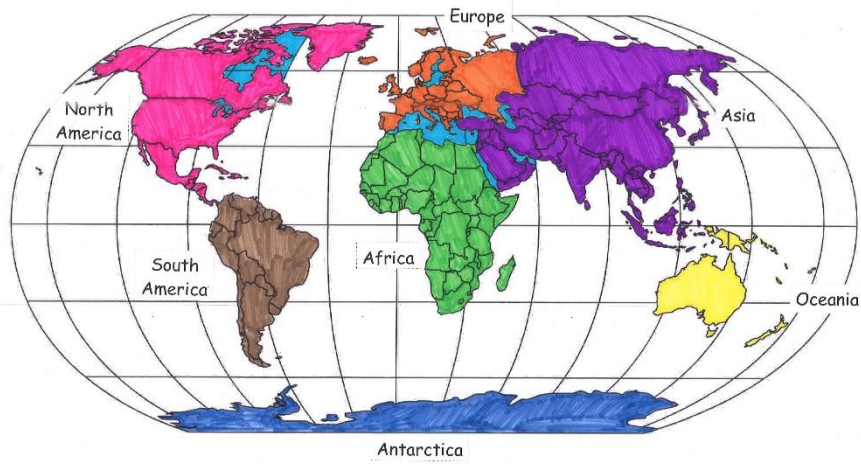 Europe
North
America
Asia
Africa
South
America
Oceania
Antarctica